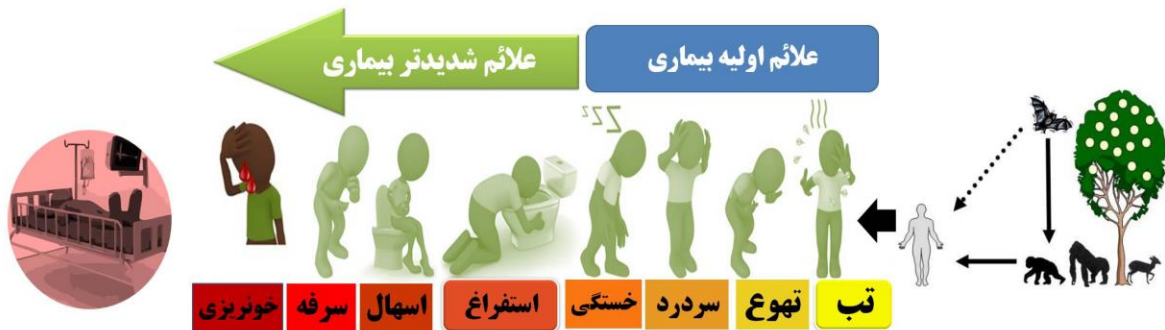 علائم اولیه بیماری
علائم شدیدتر بیماری
تب
تهوع
سردرد
خستگی
استفراغ
اسهال
سرفه
خونریزی